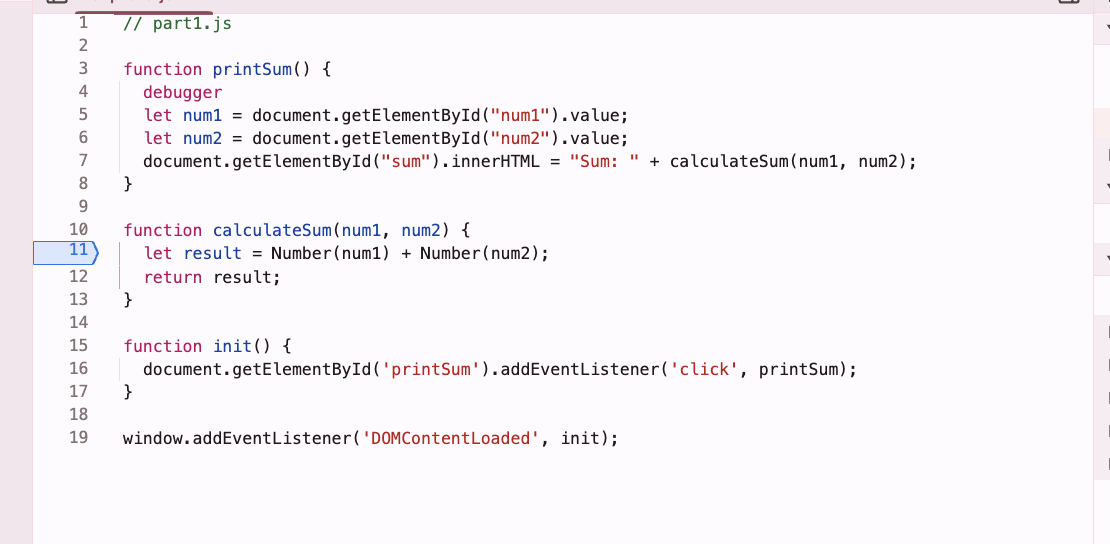 1 // part1.js
2
3 function printSum() {
4 debugger
5 let num1 = document.getElementById("num1").value;
6 let num2 = document.getElementById("num2").value;
7 document.getElementById("sum").innerHTML = "Sum: " + calculateSum(num1, num2);
8 }
9
10 function calculateSum(num1, num2) {
11 let result = Number(num1) + Number(num2);
12 return result;
13 }
14
15 function init() {
16 document.getElementById('printSum').addEventListener('click', printSum);
17 }
18
19 window.addEventListener('DOMContentLoaded', init);